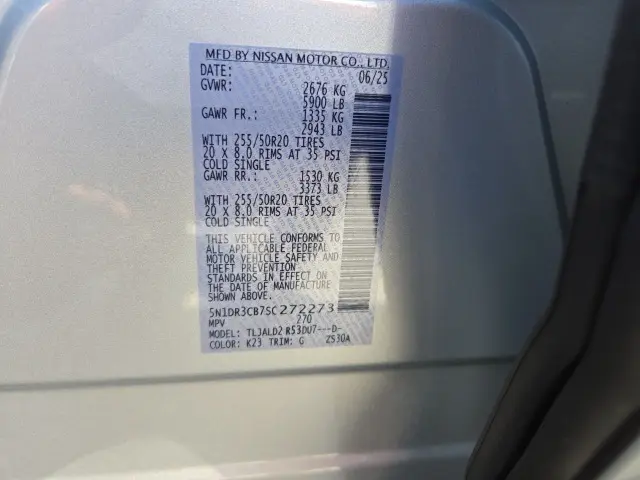 MFD BY NISSAN MOTOR CO., LTD.
DATE: 06/25
GVWR: 2676 KG
5900 LB
GAWR FR.: 1335 KG
2943 LB
WITH 255/50R20 TIRES
20 X 8.0 RIMS AT 35 PSI
COLD SINGLE
GAWR RR.: 1530 KG
3373 LB
WITH 255/50R20 TIRES
20 X 8.0 RIMS AT 35 PSI
COLD SINGLE
THIS VEHICLE CONFORMS TO
ALL APPLICABLE FEDERAL
MOTOR VEHICLE SAFETY AND
THEFT PREVENTION
STANDARDS IN EFFECT ON
THE DATE OF MANUFACTURE
SHOWN ABOVE.
5N1DR3CB7SC272273
MPV 270
MODEL: TLJALD2 R53DU7---D-
COLOR: K23 TRIM: G Z530A